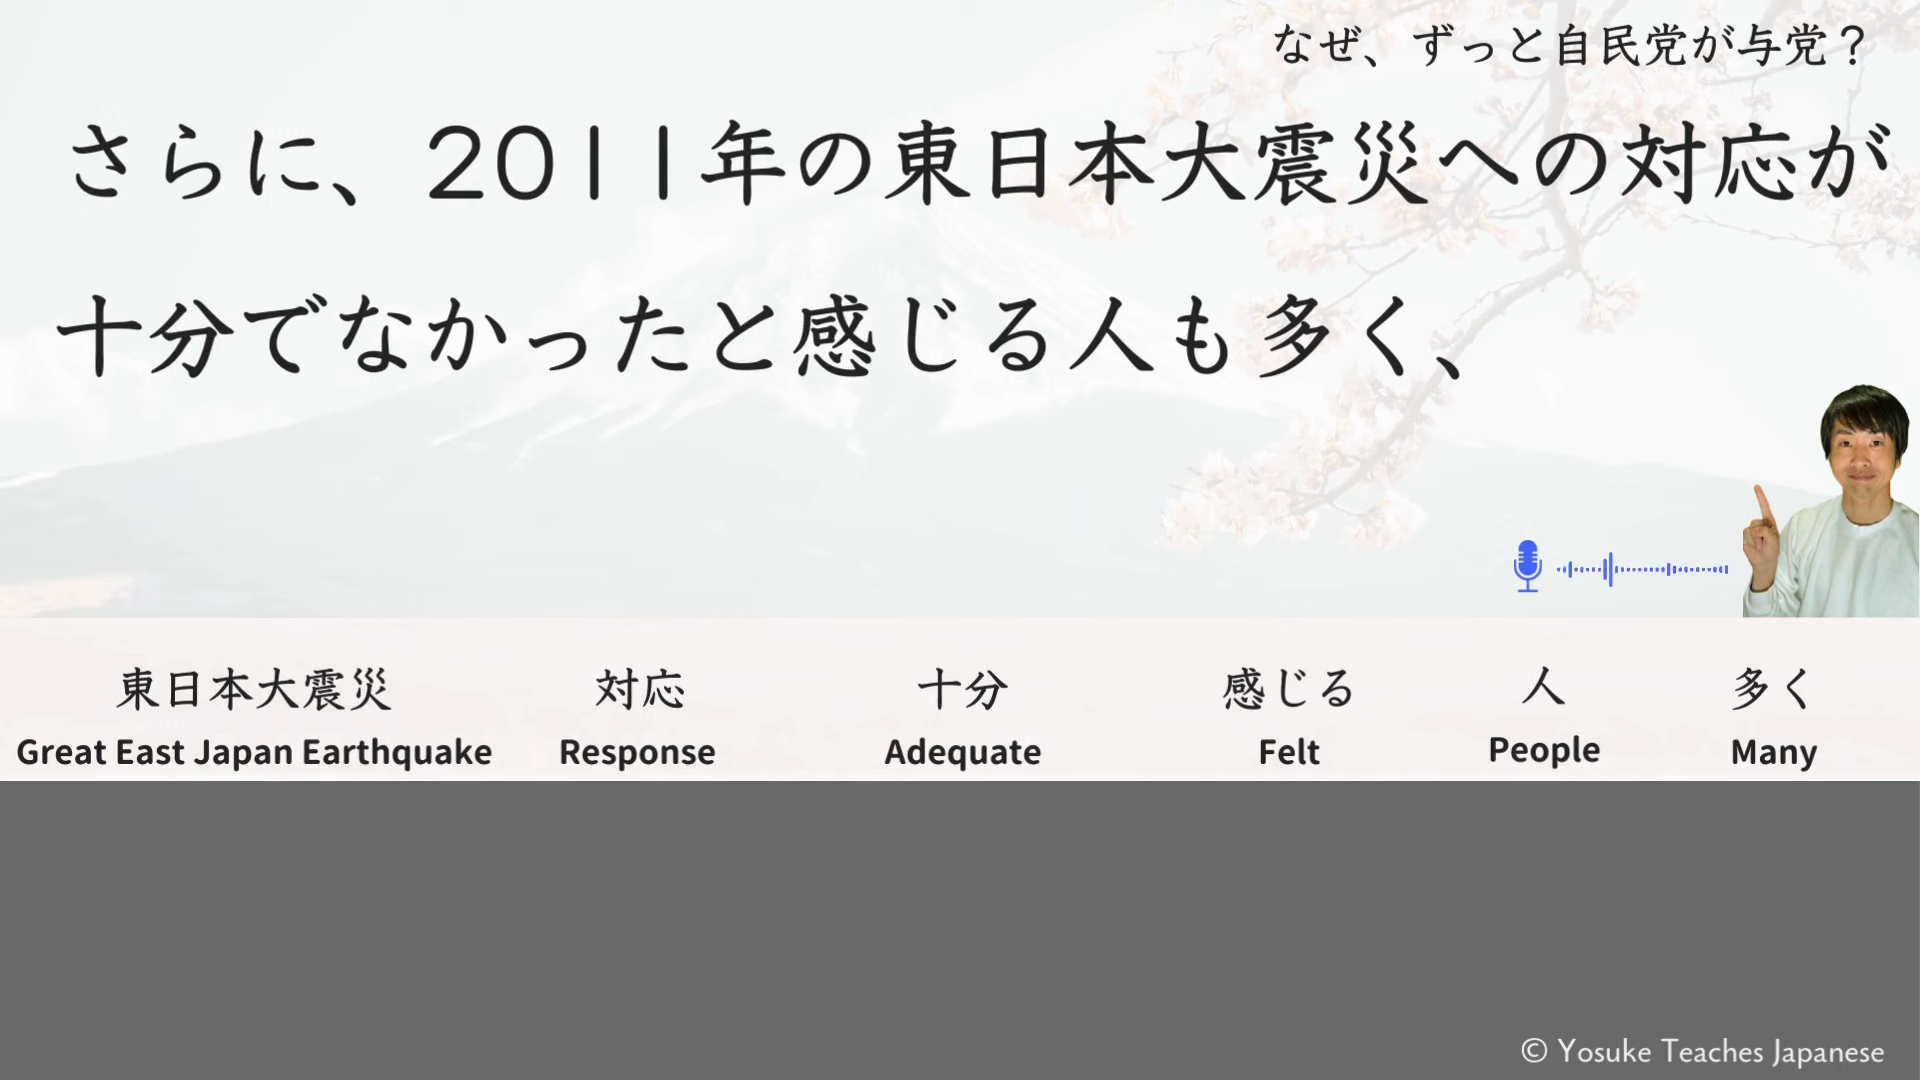 なぜ、ずっと自民党が与党？
さらに、2011年の東日本大震災への対応が
十分でなかったと感じる人も多く、
東日本大震災 対応 十分 感じる 人 多く
Great East Japan Earthquake Response Adequate Felt People Many
© Yosuke Teaches Japanese